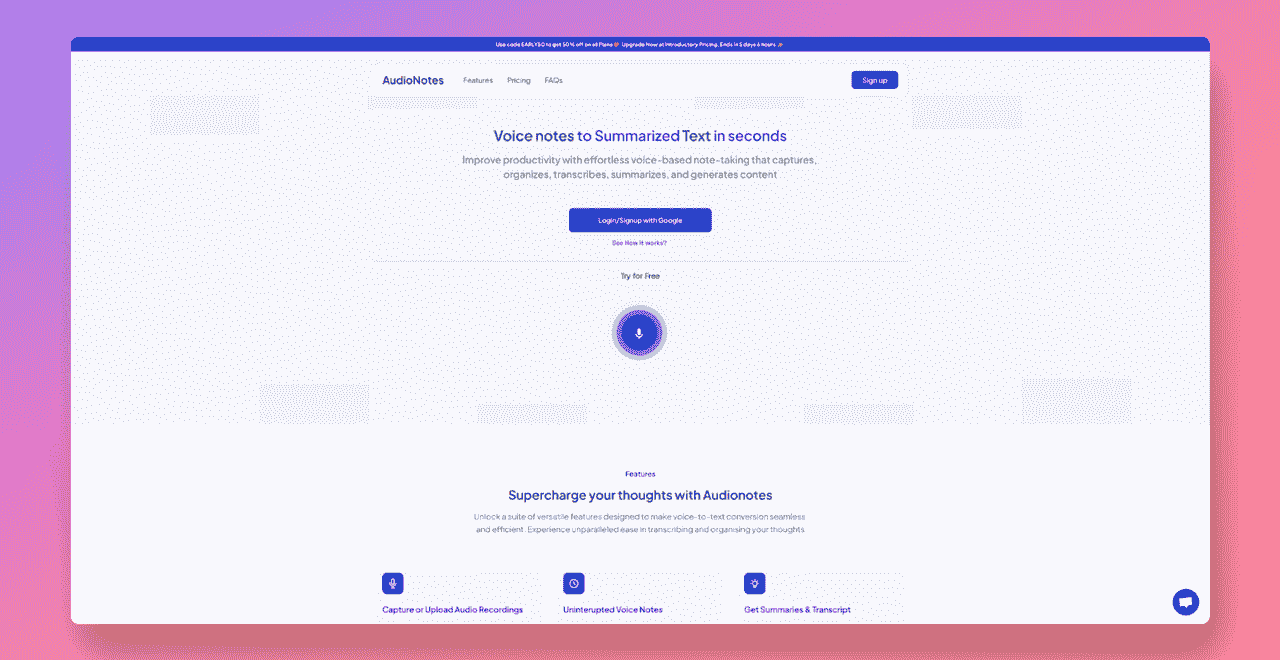 Use code EARLY50 to get 50% off on all Plans 🧡 Upgrade Now at Introductory Pricing. Ends in 5 days 6 hours 🎉
AudioNotes Features Pricing FAQs Sign up
Voice notes to Summarized Text in seconds
Improve productivity with effortless voice-based note-taking that captures,
organizes, transcribes, summarizes, and generates content
Login/Signup with Google
See How it works?
Try for Free
Features
Supercharge your thoughts with Audionotes
Unlock a suite of versatile features designed to make voice-to-text conversion seamless
and efficient. Experience unparalleled ease in transcribing and organising your thoughts
Capture or Upload Audio Recordings
Uninterupted Voice Notes
Get Summaries & Transcript